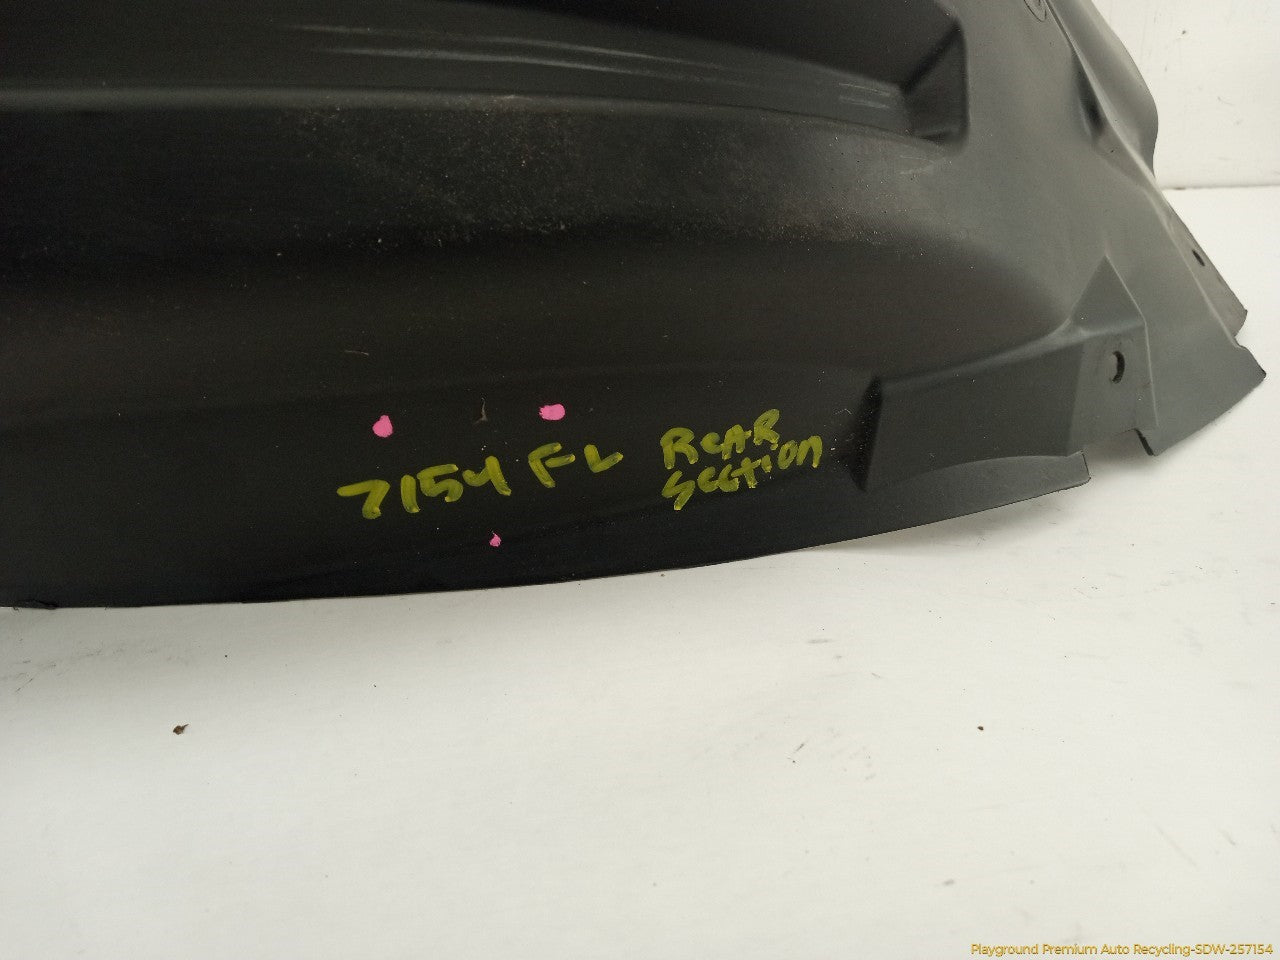 7154 FL REAR
SECTION
Playground Premium Auto Recycling-SDW-257154